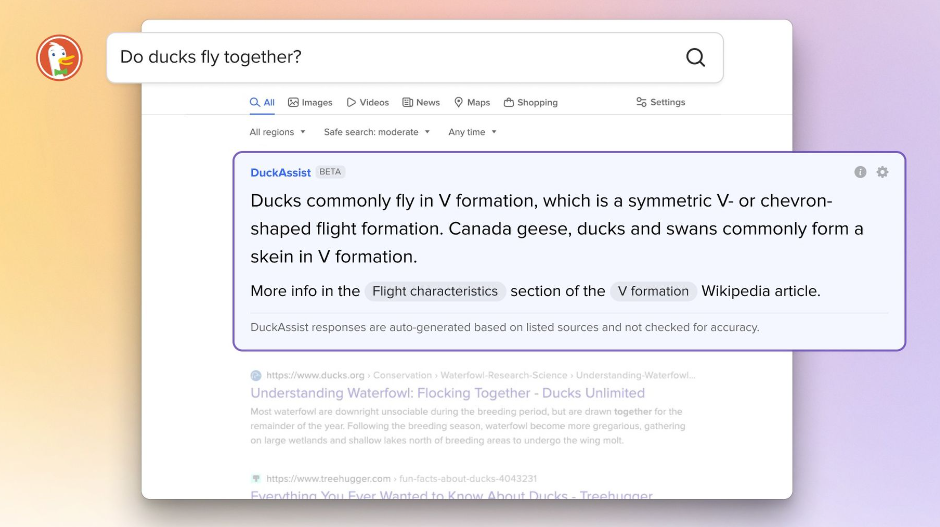 Do ducks fly together?
All Images Videos News Maps Shopping Settings
All regions Safe search: moderate Any time
DuckAssist BETA
Ducks commonly fly in V formation, which is a symmetric V- or chevron-
shaped flight formation. Canada geese, ducks and swans commonly form a
skein in V formation.
More info in the Flight characteristics section of the V formation Wikipedia article.
DuckAssist responses are auto-generated based on listed sources and not checked for accuracy.
https://www.ducks.org › Conservation › Waterfowl-Research-Science › Understanding-Waterfowl...
Understanding Waterfowl: Flocking Together - Ducks Unlimited
Most waterfowl are downright unsociable during the breeding period, but are drawn together for the
remainder of the year. Following the breeding season, waterfowl become more gregarious, gathering
on large wetlands and shallow lakes north of breeding areas to undergo the wing molt.
https://www.treehugger.com › fun-facts-about-ducks-4043231
Everything You Ever Wanted to Know About Ducks - Treehugger